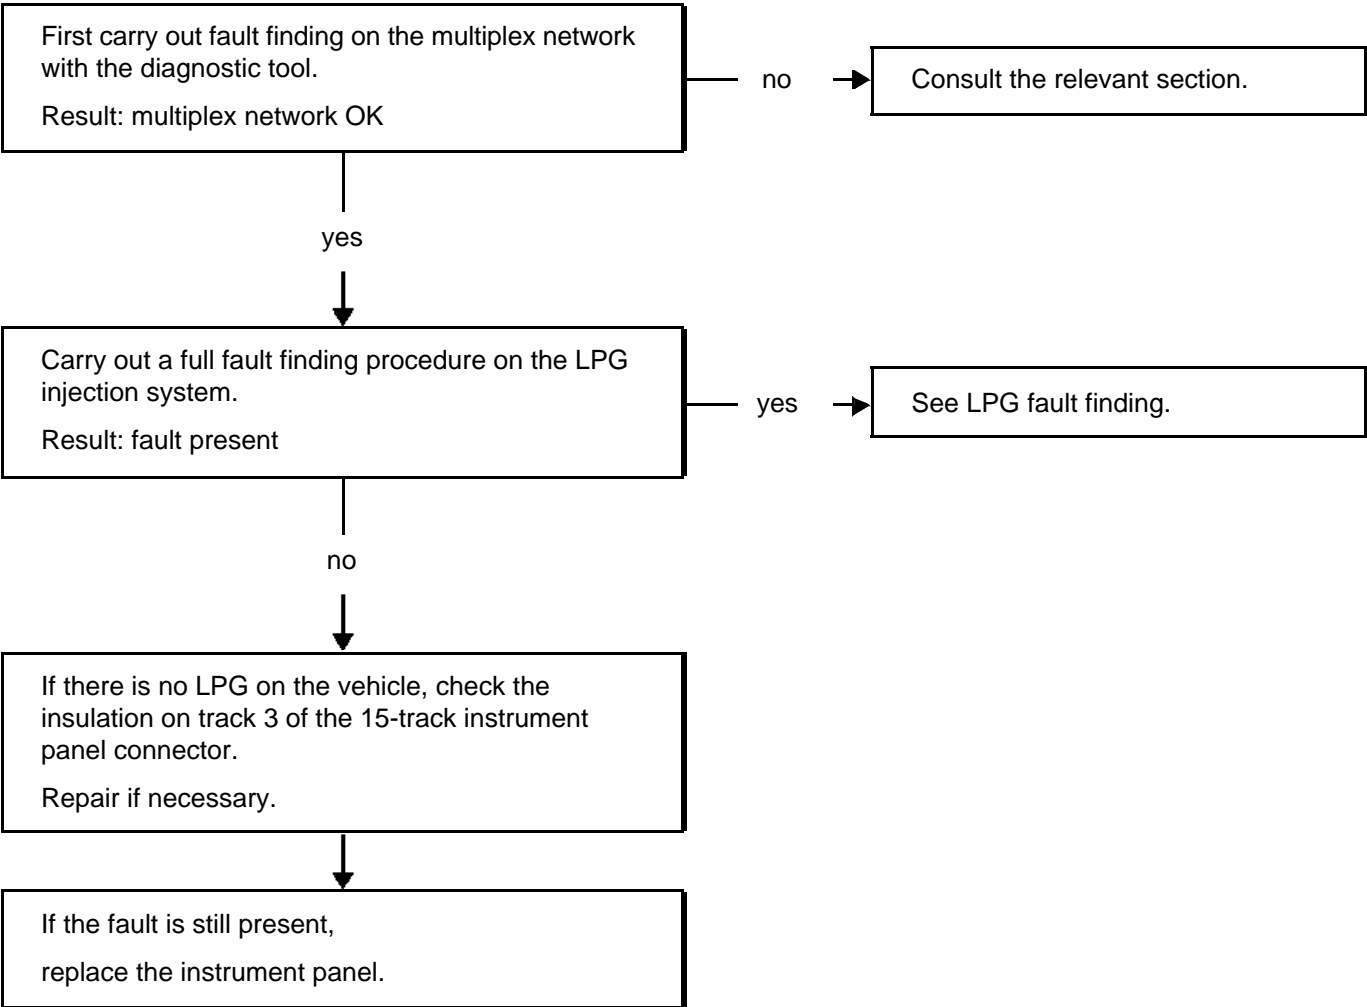 First carry out fault finding on the multiplex network
with the diagnostic tool.
Result: multiplex network OK
no
Consult the relevant section.
yes
Carry out a full fault finding procedure on the LPG
injection system.
Result: fault present
yes
See LPG fault finding.
no
If there is no LPG on the vehicle, check the
insulation on track 3 of the 15-track instrument
panel connector.
Repair if necessary.
If the fault is still present,
replace the instrument panel.